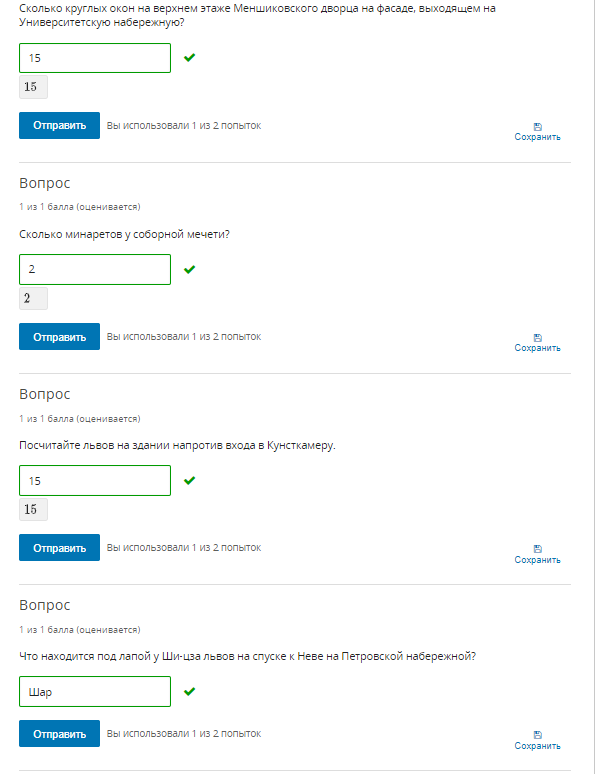 Сколько круглых окон на верхнем этаже Меншиковского дворца на фасаде, выходящем на
Университетскую набережную?
15
15
Отправить Вы использовали 1 из 2 попыток
Сохранить
Вопрос
1 из 1 балла (оценивается)
Сколько минаретов у соборной мечети?
2
2
Отправить Вы использовали 1 из 2 попыток
Сохранить
Вопрос
1 из 1 балла (оценивается)
Посчитайте львов на здании напротив входа в Кунсткамеру.
15
15
Отправить Вы использовали 1 из 2 попыток
Сохранить
Вопрос
1 из 1 балла (оценивается)
Что находится под лапой у Ши-цза львов на спуске к Неве на Петровской набережной?
Шар
Отправить Вы использовали 1 из 2 попыток
Сохранить